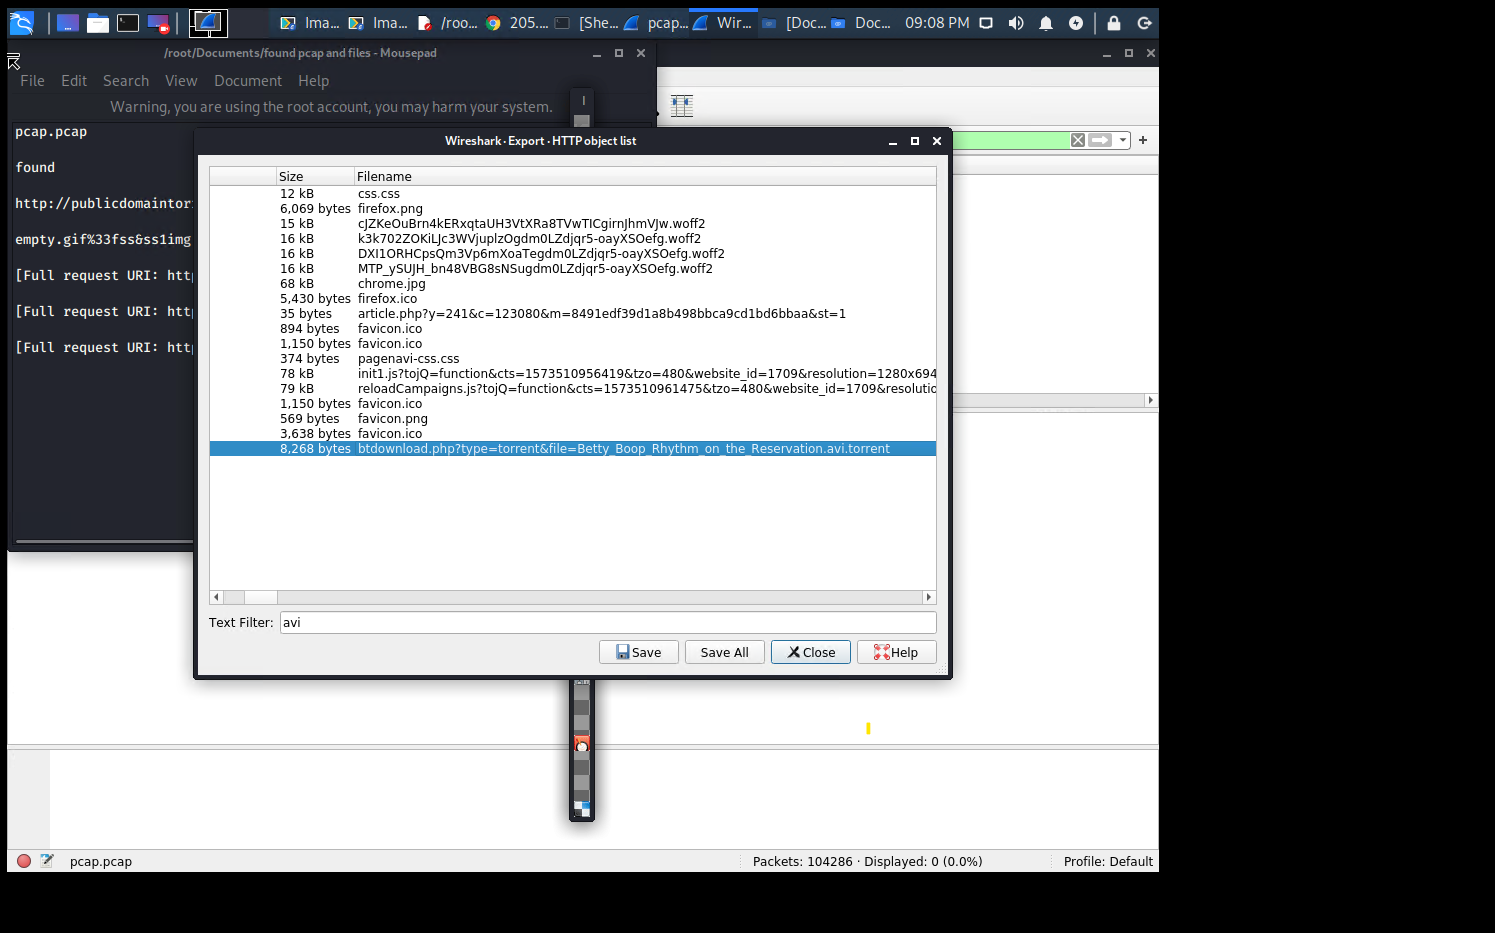 Ima...
Ima...
/roo...
205....
[She...
pcap...
Wir...
[Doc...
Doc...
09:08 PM
/root/Documents/found pcap and files - Mousepad
File Edit Search View Document Help
Warning, you are using the root account, you may harm your system.
pcap.pcap
found
http://publicdomaintor
empty.gif%33fss&ss1img
[Full request URI: htt
[Full request URI: htt
[Full request URI: htt
Wireshark · Export · HTTP object list
Size Filename
12 kB css.css
6,069 bytes firefox.png
15 kB cJZKeOuBrn4kERxqtaUH3VtXRa8TVwTICgirnJhmVJw.woff2
16 kB k3k702ZOKiLJc3WVjuplzOgdm0LZdjqr5-oayXSOefg.woff2
16 kB DXI1ORHCpsQm3Vp6mXoaTegdm0LZdjqr5-oayXSOefg.woff2
16 kB MTP_ySUJH_bn48VBG8sNSugdm0LZdjqr5-oayXSOefg.woff2
68 kB chrome.jpg
5,430 bytes firefox.ico
35 bytes article.php?y=241&c=123080&m=8491edf39d1a8b498bbca9cd1bd6bbaa&st=1
894 bytes favicon.ico
1,150 bytes favicon.ico
374 bytes pagenavi-css.css
78 kB init1.js?tojQ=function&cts=1573510956419&tzo=480&website_id=1709&resolution=1280x694
79 kB reloadCampaigns.js?tojQ=function&cts=1573510961475&tzo=480&website_id=1709&resolutio
1,150 bytes favicon.ico
569 bytes favicon.png
3,638 bytes favicon.ico
8,268 bytes btdownload.php?type=torrent&file=Betty_Boop_Rhythm_on_the_Reservation.avi.torrent
Text Filter: avi
Save
Save All
Close
Help
pcap.pcap
Packets: 104286 · Displayed: 0 (0.0%)
Profile: Default